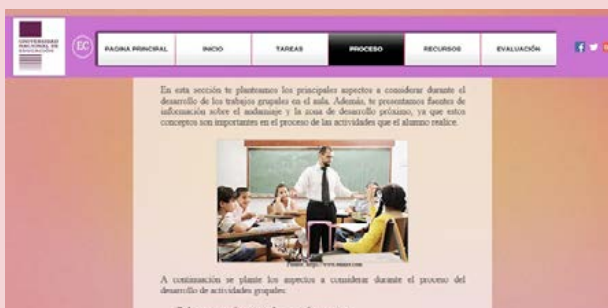 UNIVERSIDAD
NACIONAL DE
EDUCACIÓN
EC
PAGINA PRINCIPAL
INICIO
TAREAS
PROCESO
RECURSOS
EVALUACIÓN
En esta sección te planteamos los principales aspectos a considerar durante el
desarrollo de los trabajos grupales en el aula. Además, te presentamos fuentes de
información sobre el andamiaje y la zona de desarrollo próximo, ya que estos
conceptos son importantes en el proceso de las actividades que el alumno realice.
A continuación se plante los aspectos a considerar durante el proceso del
desarrollo de actividades grupales: